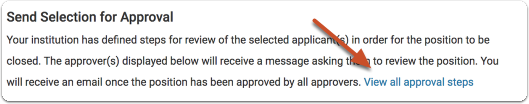 Send Selection for Approval
Your institution has defined steps for review of the selected applicant(s) in order for the position to be
closed. The approver(s) displayed below will receive a message asking them to review the position. You
will receive an email once the position has been approved by all approvers. View all approval steps